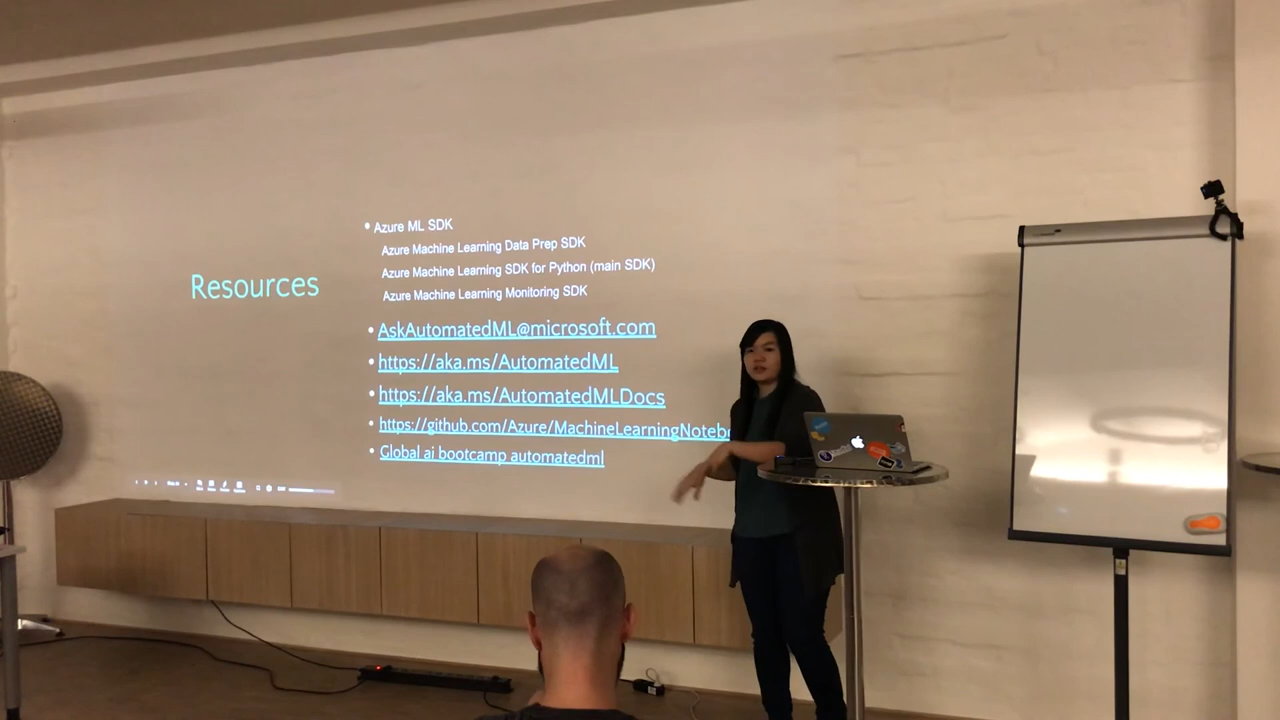 Resources
• Azure ML SDK
Azure Machine Learning Data Prep SDK
Azure Machine Learning SDK for Python (main SDK)
Azure Machine Learning Monitoring SDK
• AskAutomatedML@microsoft.com
• https://aka.ms/AutomatedML
• https://aka.ms/AutomatedMLDocs
• https://github.com/Azure/MachineLearningNoteb
• Global ai bootcamp automatedml